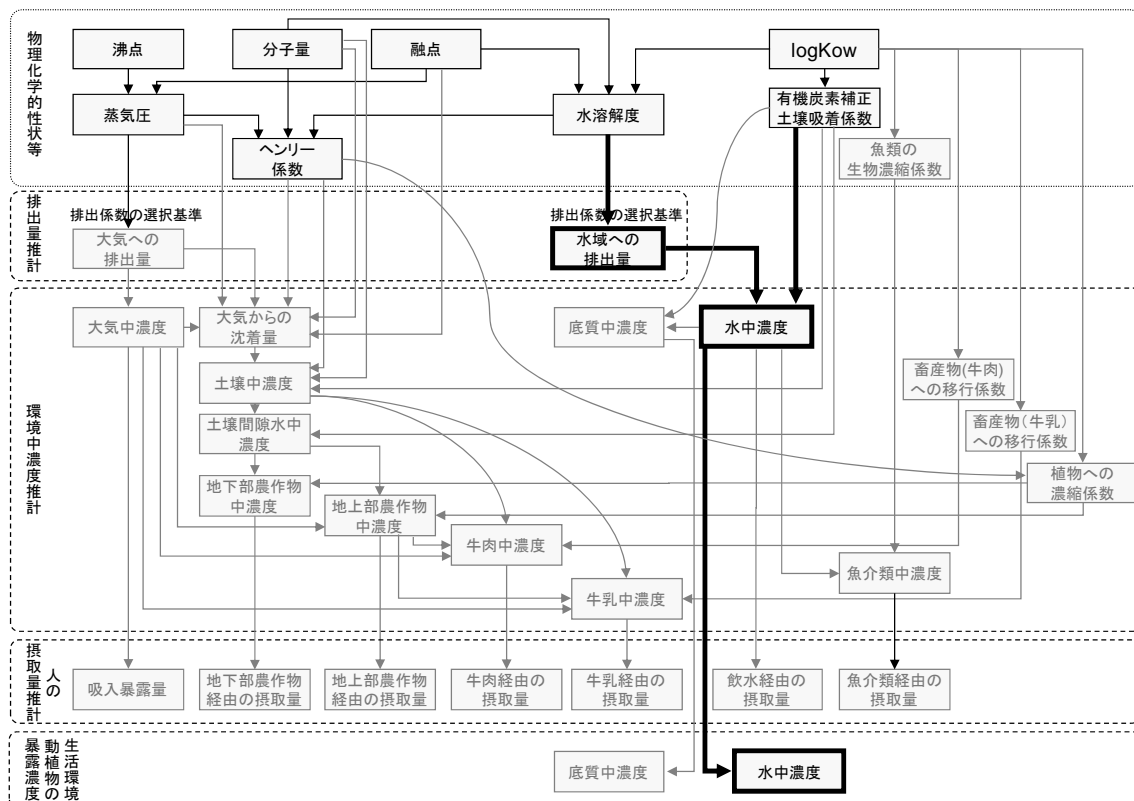 物理化学的性状等
沸点
分子量
融点
logKow
蒸気圧
水溶解度
有機炭素補正
土壌吸着係数
ヘンリー
係数
魚類の
生物濃縮係数
排出量推計
排出係数の選択基準
大気への
排出量
排出係数の選択基準
水域への
排出量
環境中濃度推計
大気中濃度
大気からの
沈着量
底質中濃度
水中濃度
土壌中濃度
畜産物(牛肉)
への移行係数
土壌間隙水中
濃度
畜産物(牛乳)
への移行係数
地下部農作物
中濃度
植物への
濃縮係数
地上部農作物
中濃度
牛肉中濃度
魚介類中濃度
牛乳中濃度
人の
摂取量推計
吸入暴露量
地下部農作物
経由の摂取量
地上部農作物
経由の摂取量
牛肉経由の
摂取量
牛乳経由の
摂取量
飲水経由の
摂取量
魚介類経由の
摂取量
生活環境
動植物の
暴露濃度
底質中濃度
水中濃度